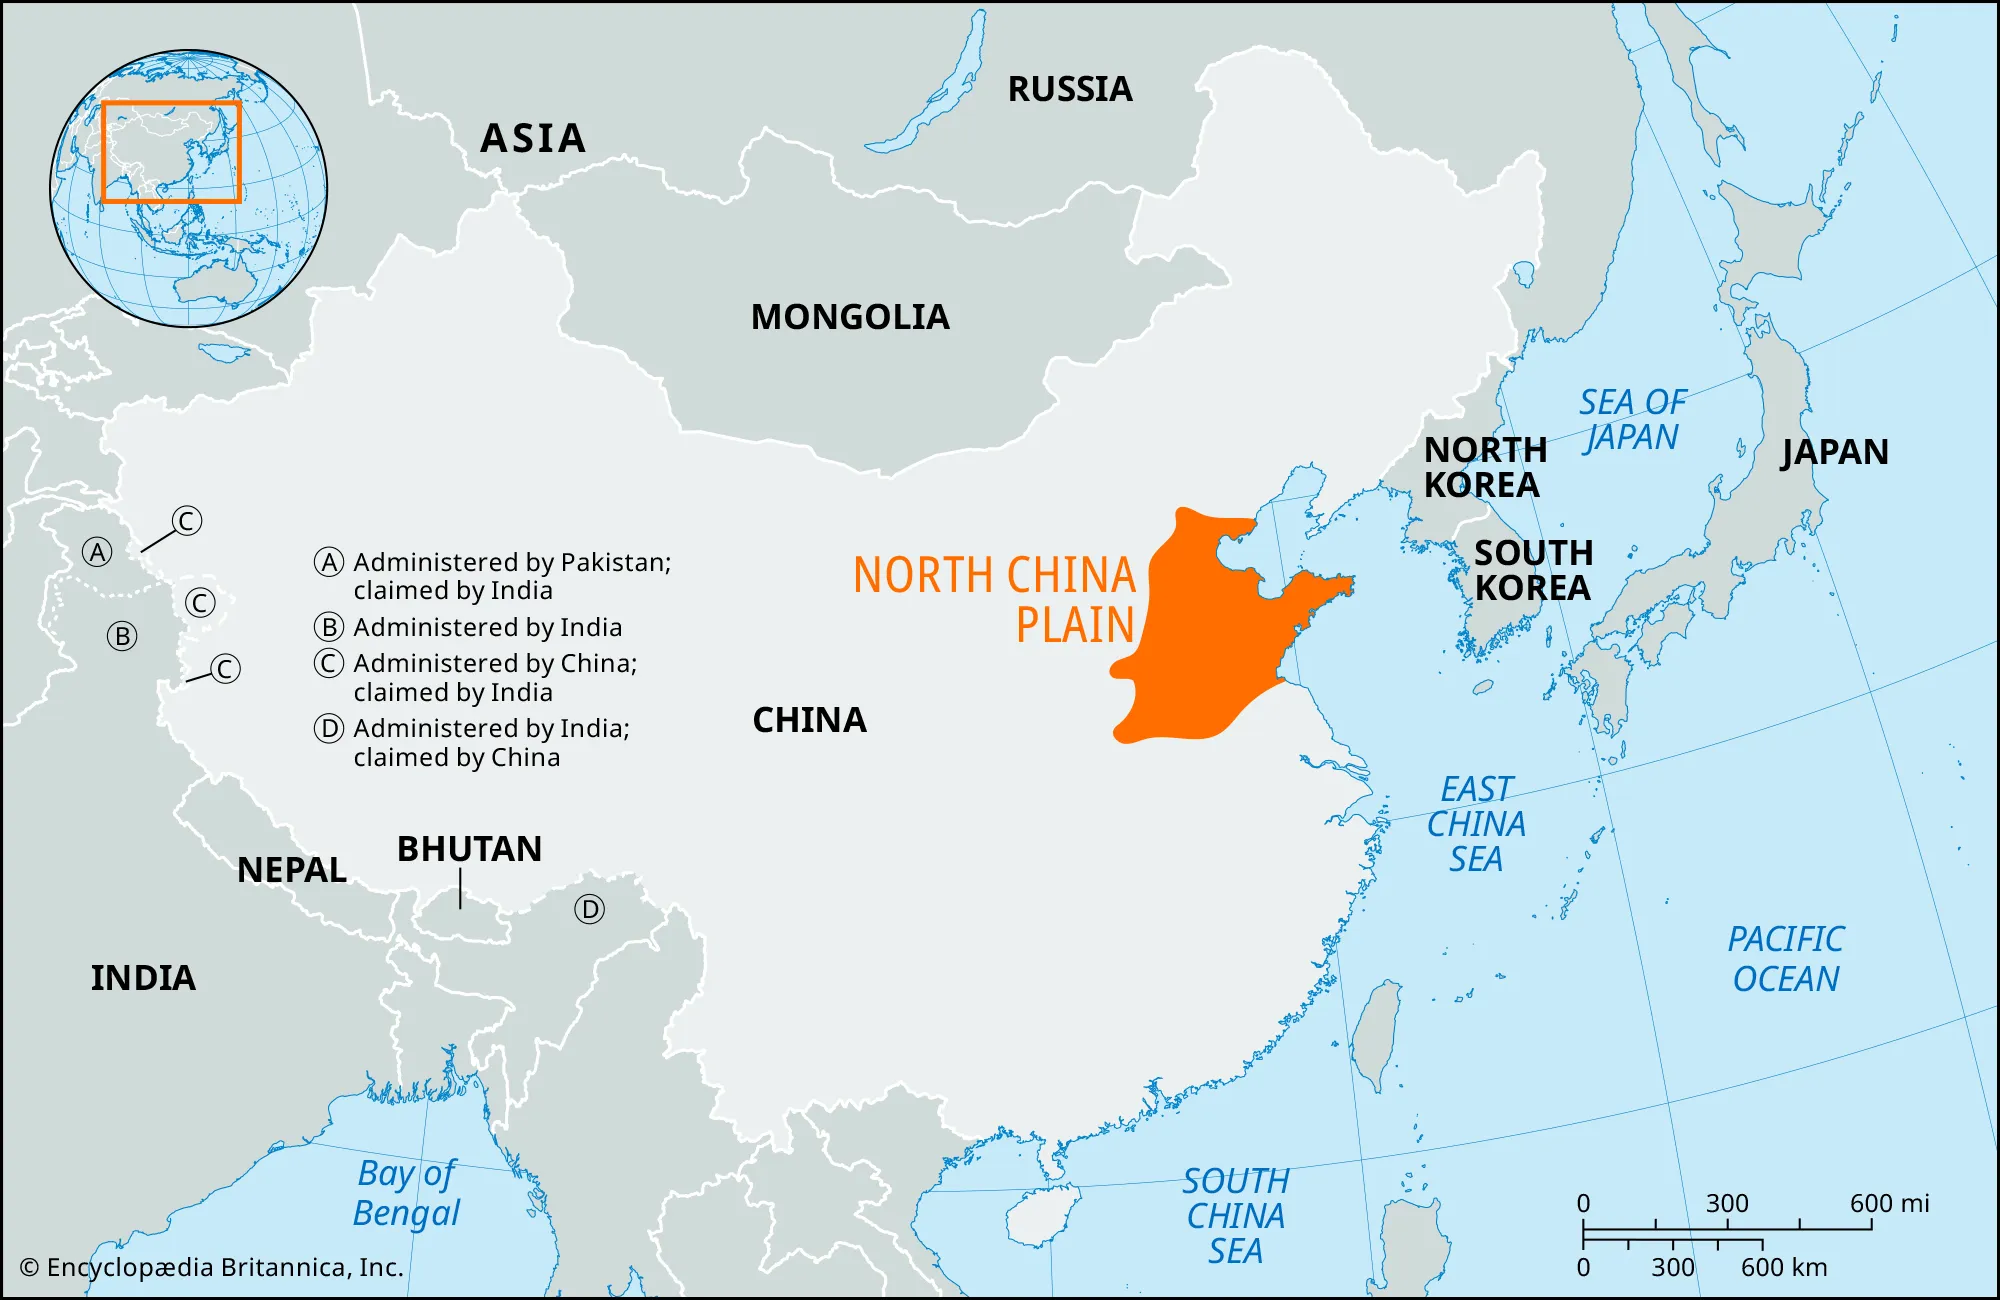 RUSSIA
ASIA
MONGOLIA
SEA OF
JAPAN
NORTH
KOREA
JAPAN
SOUTH
KOREA
NORTH CHINA
PLAIN
C
A
C
B
C
A Administered by Pakistan;
claimed by India
B Administered by India
C Administered by China;
claimed by India
D Administered by India;
claimed by China
CHINA
EAST
CHINA
SEA
BHUTAN
NEPAL
D
INDIA
PACIFIC
OCEAN
Bay of
Bengal
SOUTH
CHINA
SEA
0 300 600 mi
0 300 600 km
© Encyclopædia Britannica, Inc.